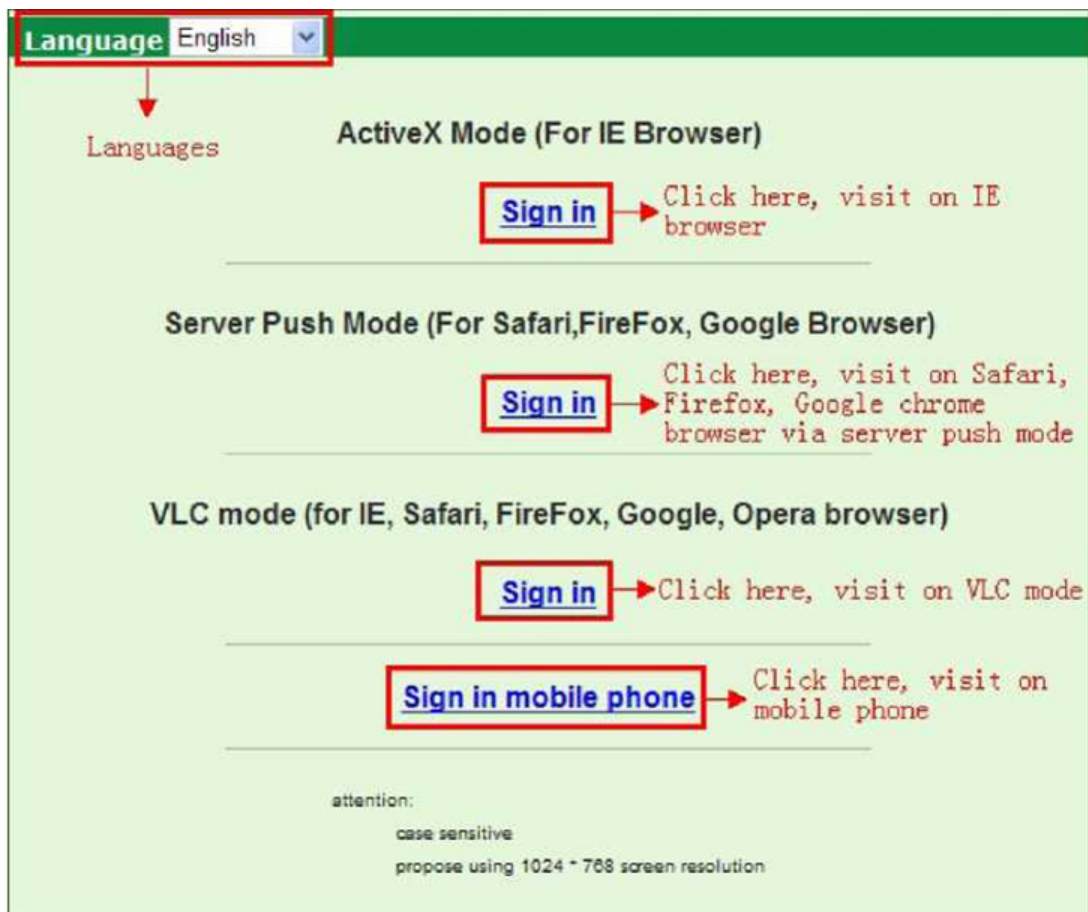 Language English
Languages
ActiveX Mode (For IE Browser)
Sign in
Click here, visit on IE
browser
Server Push Mode (For Safari,FireFox, Google Browser)
Sign in
Click here, visit on Safari,
Firefox, Google chrome
browser via server push mode
VLC mode (for IE, Safari, FireFox, Google, Opera browser)
Sign in
Click here, visit on VLC mode
Sign in mobile phone
Click here, visit on
mobile phone
attention:
case sensitive
propose using 1024 * 768 screen resolution